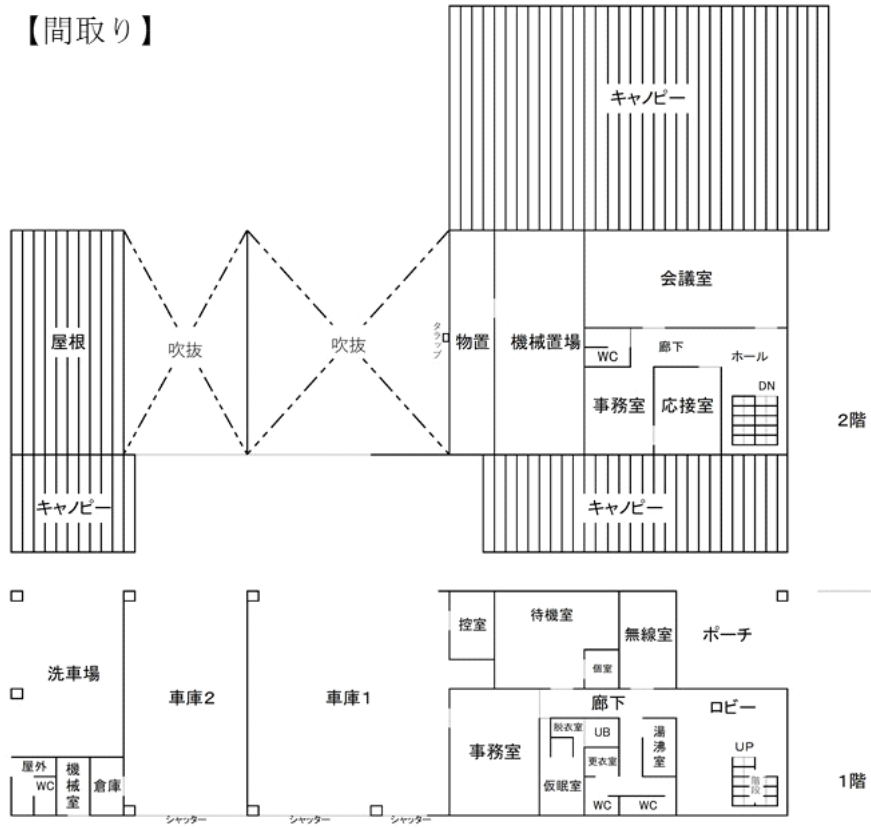 【間取り】
キャノピー
会議室
屋根
吹抜
吹抜
タラップ
物置
機械置場
WC
廊下
ホール
DN
事務室
応接室
2階
キャノピー
キャノピー
控室
待機室
無線室
ポーチ
個室
洗車場
車庫2
車庫1
廊下
ロビー
脱衣室
UB
湯沸室
事務室
更衣室
UP
屋外
WC
機械室
倉庫
仮眠室
階段
1階
WC
WC
シャッター
シャッター
シャッター